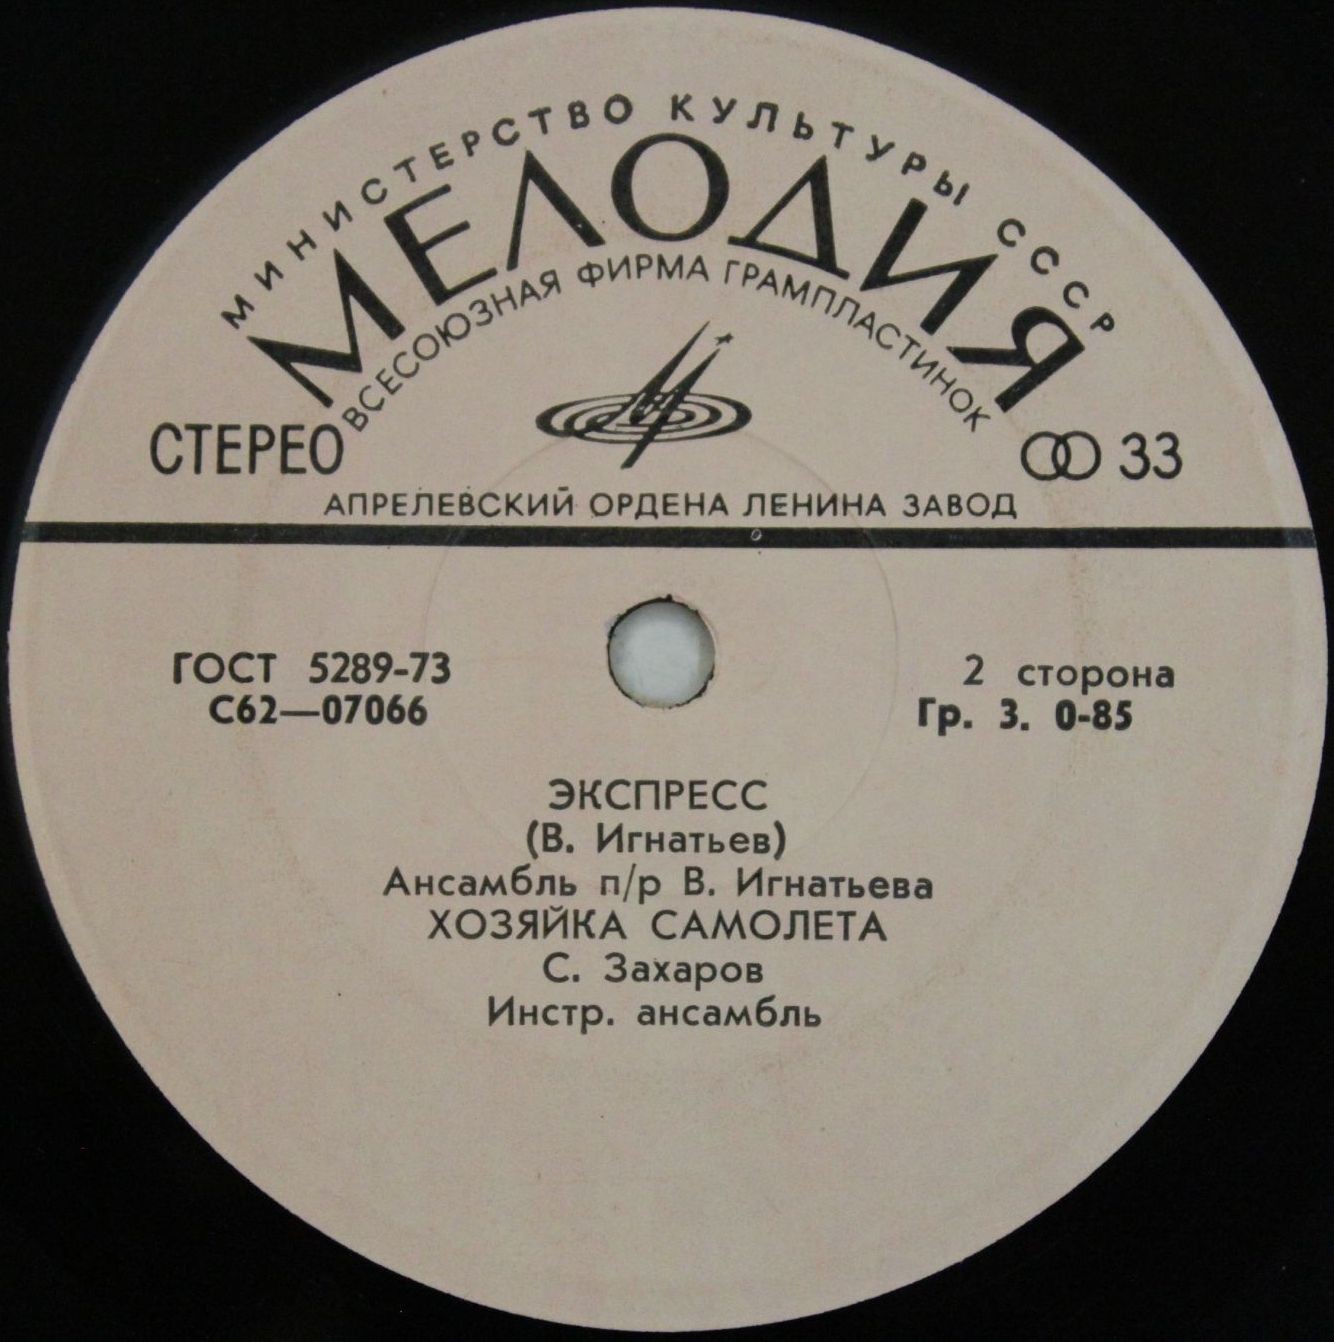 МИНИСТЕРСТВО КУЛЬТУРЫ СССР
МЕЛОДИЯ
ВСЕСОЮЗНАЯ ФИРМА ГРАМПЛАСТИНОК
СТЕРЕО
33
АПРЕЛЕВСКИЙ ОРДЕНА ЛЕНИНА ЗАВОД
ГОСТ 5289-73
С62—07066
2 сторона
Гр. 3. 0-85
ЭКСПРЕСС
(В. Игнатьев)
Ансамбль п/р В. Игнатьева
ХОЗЯЙКА САМОЛЕТА
С. Захаров
Инстр. ансамбль